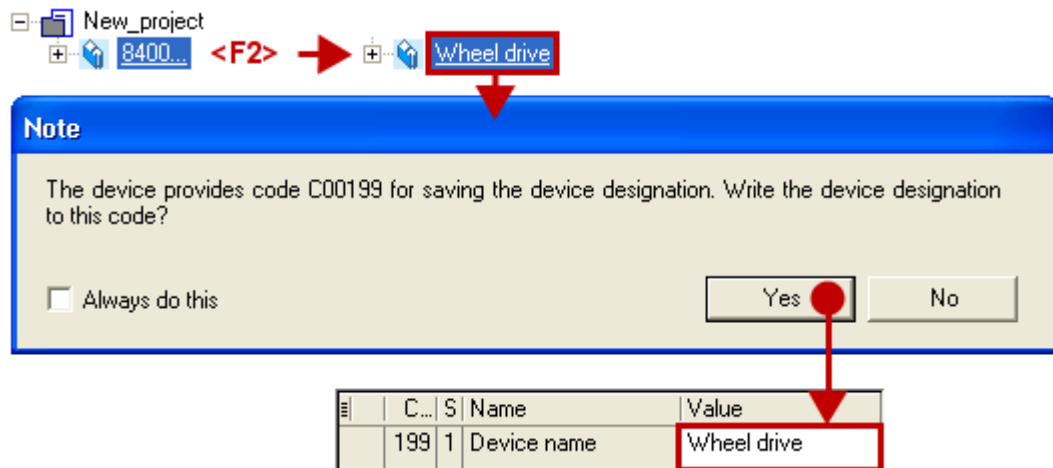 New_project
8400... <F2> Wheel drive
Note
The device provides code C00199 for saving the device designation. Write the device designation
to this code?
Always do this Yes No
C... S Name Value
199 1 Device name Wheel drive